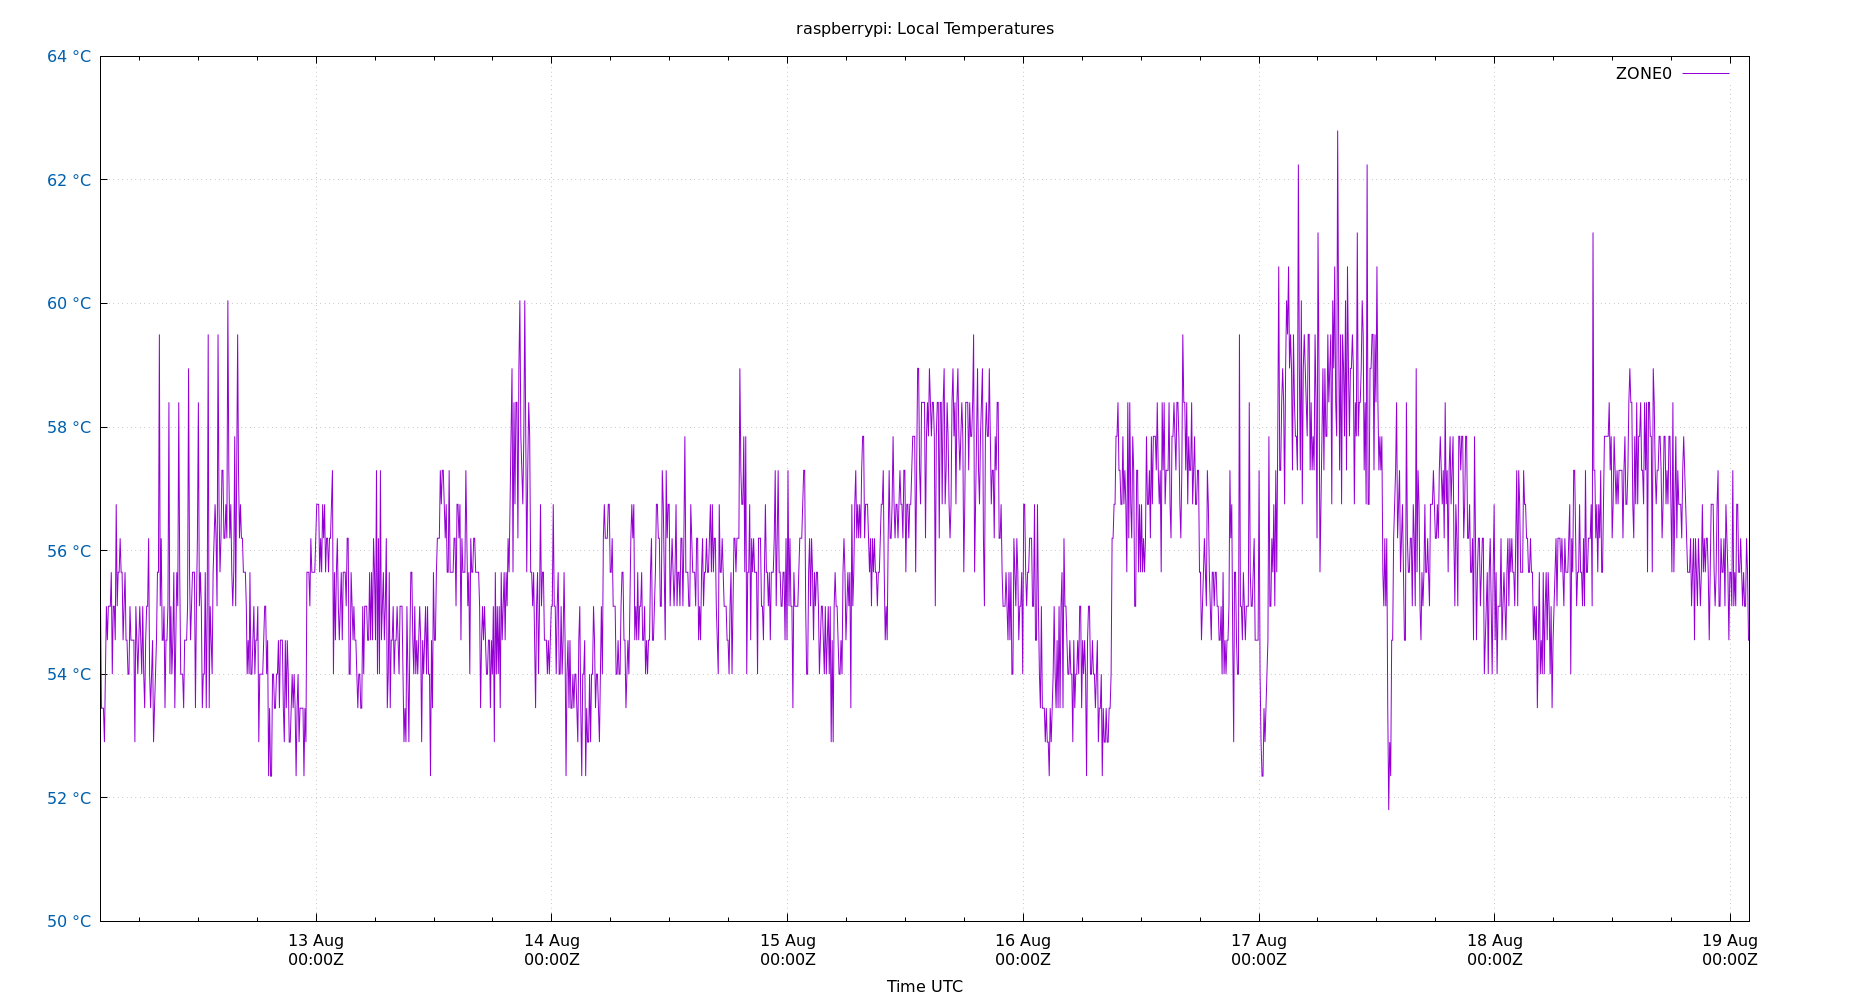 raspberrypi: Local Temperatures
64 °C
ZONE0
62 °C
60 °C
58 °C
56 °C
54 °C
52 °C
50 °C
13 Aug 14 Aug 15 Aug 16 Aug 17 Aug 18 Aug 19 Aug
00:00Z 00:00Z 00:00Z 00:00Z 00:00Z 00:00Z 00:00Z
Time UTC